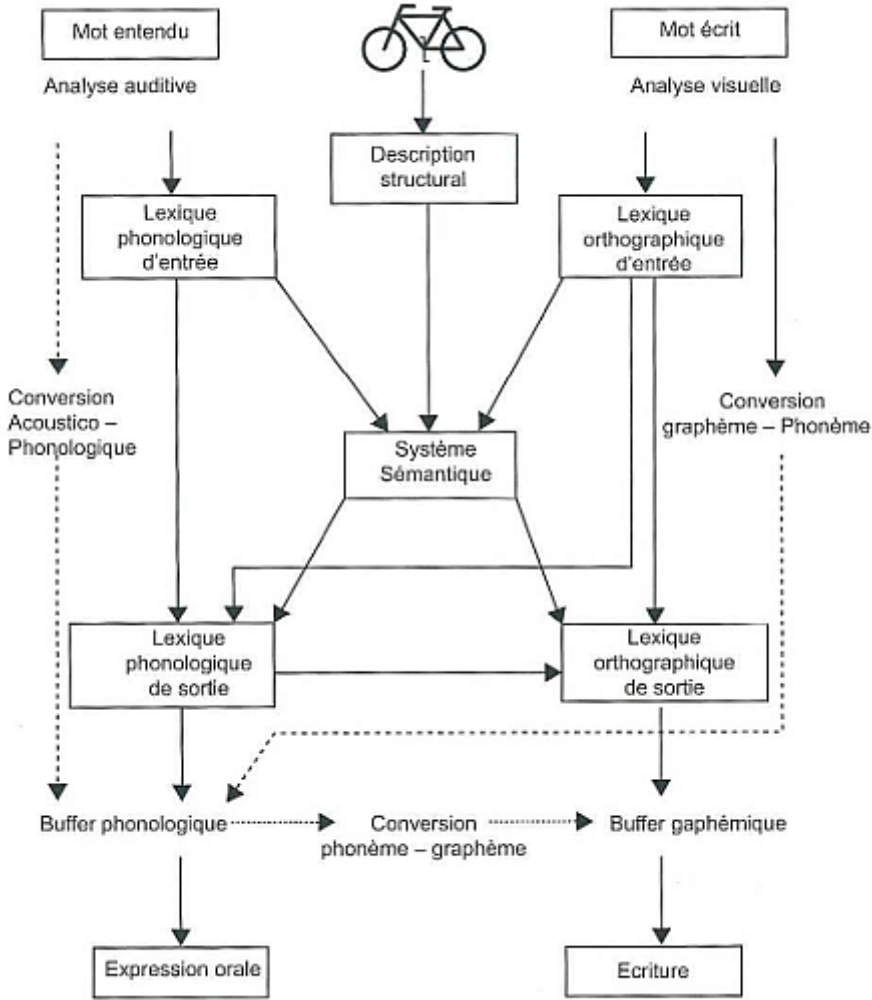 Mot entendu
Mot écrit
Analyse auditive
Analyse visuelle
Description
structural
Lexique
phonologique
d'entrée
Lexique
orthographique
d'entrée
Conversion
Acoustico –
Phonologique
Conversion
graphème – Phonème
Système
Sémantique
Lexique
phonologique
de sortie
Lexique
orthographique
de sortie
Buffer phonologique
Conversion
phonème – graphème
Buffer gaphémique
Expression orale
Ecriture